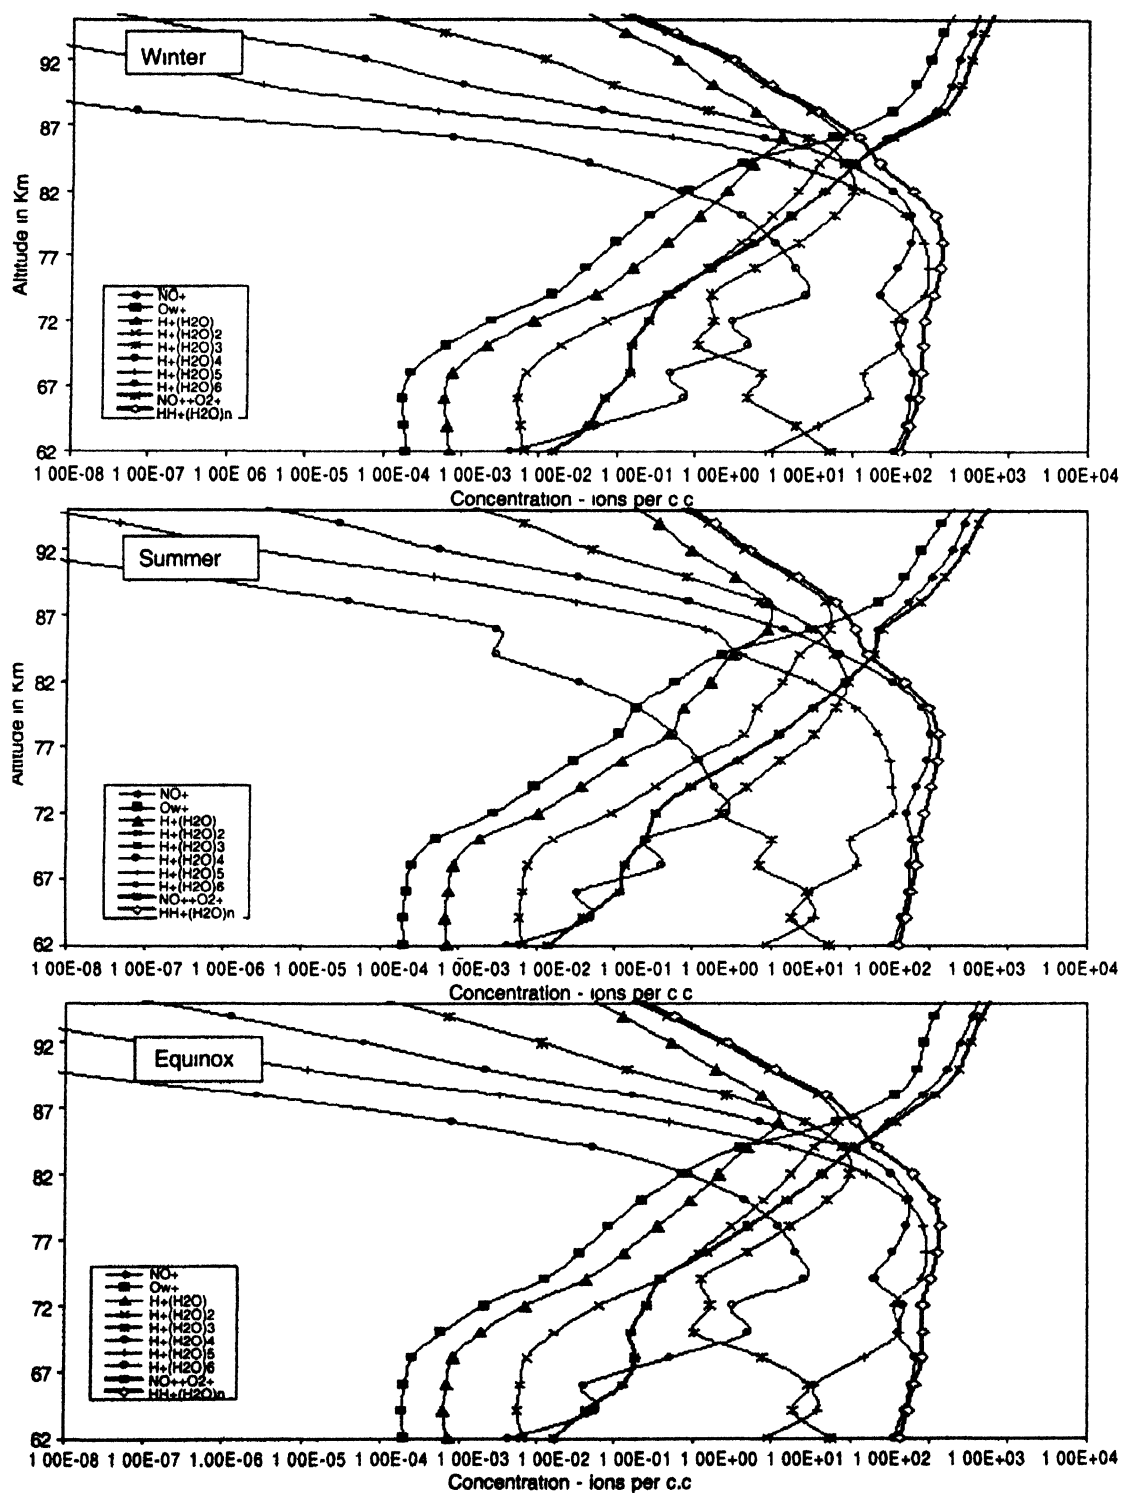 Winter
Altitude in Km
92
87
82
77
72
67
62
NO+
Ow+
H+(H2O)
H+(H2O)2
H+(H2O)3
H+(H2O)4
H+(H2O)5
H+(H2O)6
NO++O2+
HH+(H2O)n
1 00E-08 1 00E-07 1 00E-06 1 00E-05 1 00E-04 1 00E-03 1 00E-02 1 00E-01 1 00E+00 1 00E+01 1 00E+02 1 00E+03 1 00E+04
Concentration - ions per c c
Summer
Altitude in Km
92
87
82
77
72
67
62
NO+
Ow+
H+(H2O)
H+(H2O)2
H+(H2O)3
H+(H2O)4
H+(H2O)5
H+(H2O)6
NO++O2+
HH+(H2O)n
1 00E-08 1 00E-07 1 00E-06 1 00E-05 1 00E-04 1 00E-03 1 00E-02 1 00E-01 1 00E+00 1 00E+01 1 00E+02 1 00E+03 1 00E+04
Concentration - ions per c c
Equinox
92
87
82
77
72
67
62
NO+
Ow+
H+(H2O)
H+(H2O)2
H+(H2O)3
H+(H2O)4
H+(H2O)5
H+(H2O)6
NO++O2+
HH+(H2O)n
1 00E-08 1 00E-07 1 00E-06 1 00E-05 1 00E-04 1 00E-03 1 00E-02 1 00E-01 1 00E+00 1 00E+01 1 00E+02 1 00E+03 1 00E+04
Concentration - ions per c.c